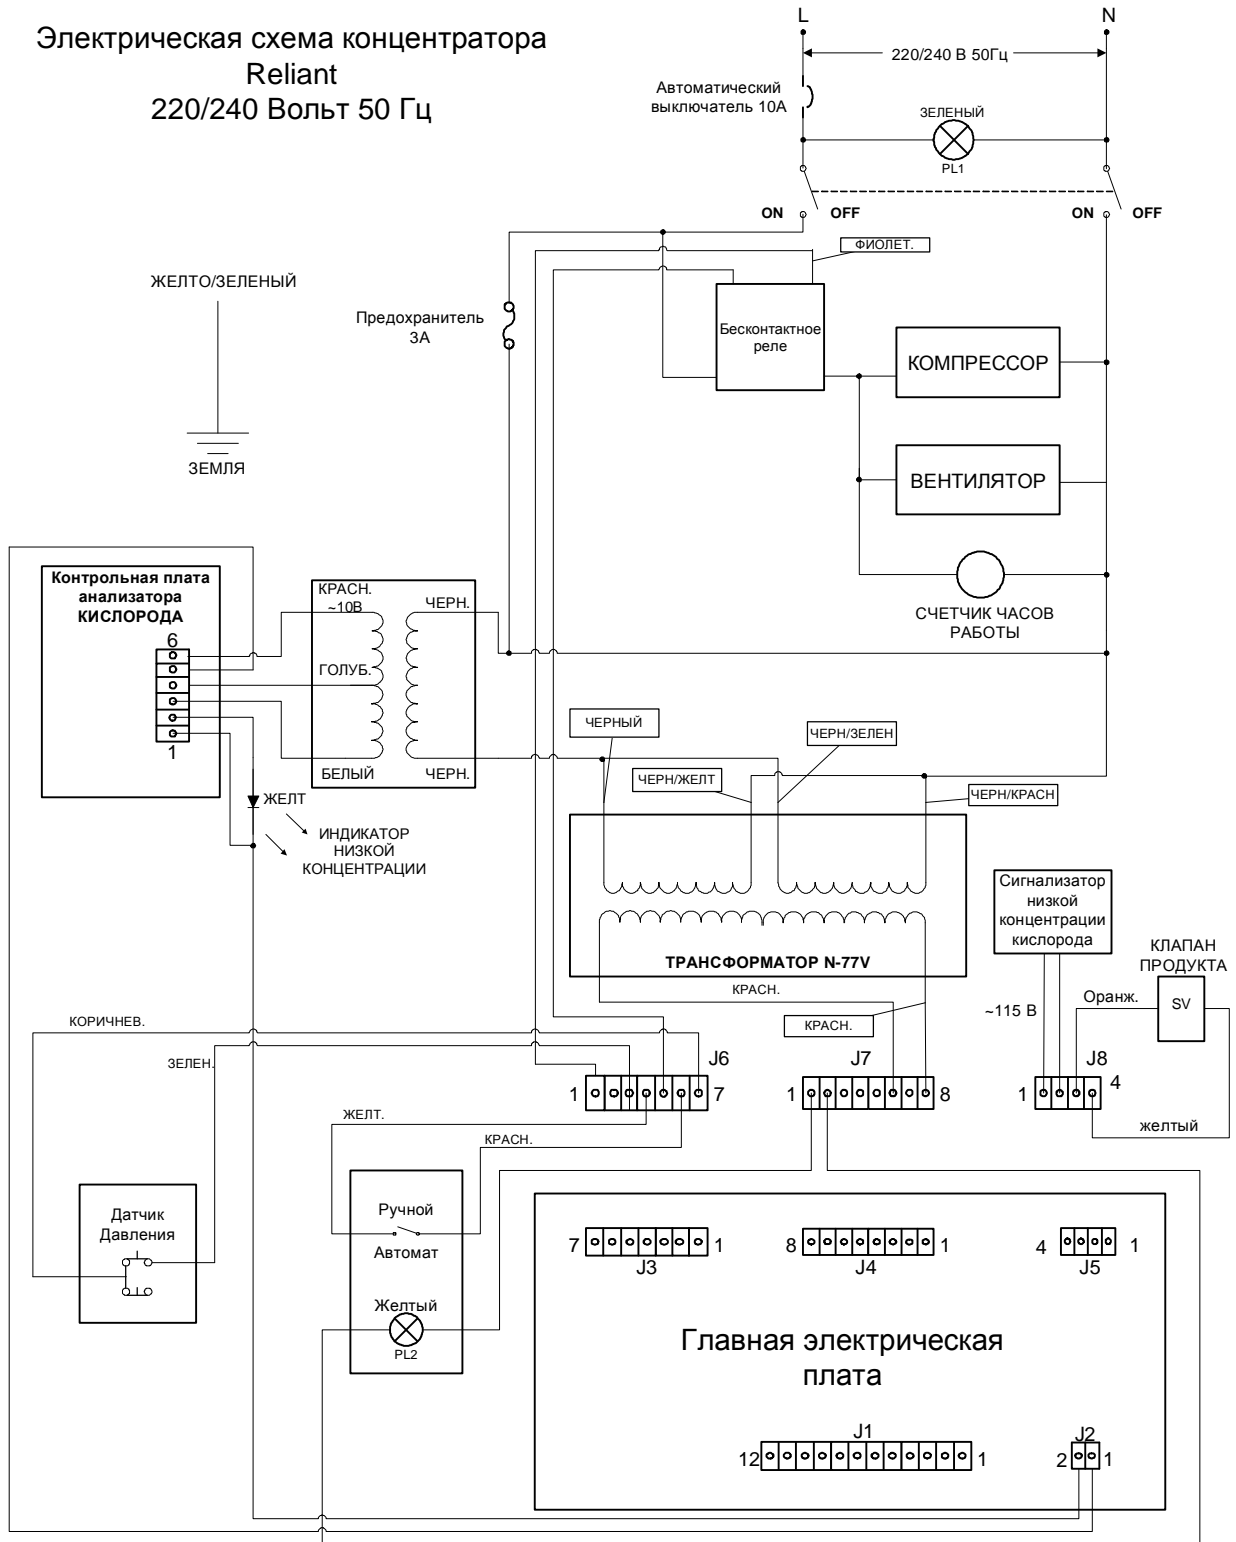 Электрическая схема концентратора
Reliant
220/240 Вольт 50 Гц
L
N
220/240 В 50Гц
Автоматический
выключатель 10А
ЗЕЛЕНЫЙ
PL1
ON
OFF
ON
OFF
ФИОЛЕТ.
ЖЕЛТО/ЗЕЛЕНЫЙ
Предохранитель
3А
Бесконтактное
реле
КОМПРЕССОР
ЗЕМЛЯ
ВЕНТИЛЯТОР
СЧЕТЧИК ЧАСОВ
РАБОТЫ
Контрольная плата
анализатора
КИСЛОРОДА
6
1
КРАСН.
~10В
ЧЕРН.
ГОЛУБ.
БЕЛЫЙ
ЧЕРН.
ЧЕРНЫЙ
ЧЕРН/ЗЕЛЕН
ЧЕРН/ЖЕЛТ
ЧЕРН/КРАСН
ЖЕЛТ
ИНДИКАТОР
НИЗКОЙ
КОНЦЕНТРАЦИИ
ТРАНСФОРМАТОР N-77V
Сигнализатор
низкой
концентрации
кислорода
КЛАПАН
ПРОДУКТА
SV
Оранж.
~115 В
КРАСН.
КРАСН.
КОРИЧНЕВ.
ЗЕЛЕН.
J6
1
7
J7
1
8
J8
1
4
желтый
ЖЕЛТ.
КРАСН.
Датчик
Давления
Ручной
Автомат
Желтый
PL2
7
1
J3
8
1
J4
4
1
J5
Главная электрическая
плата
J1
12
1
J2
2
1